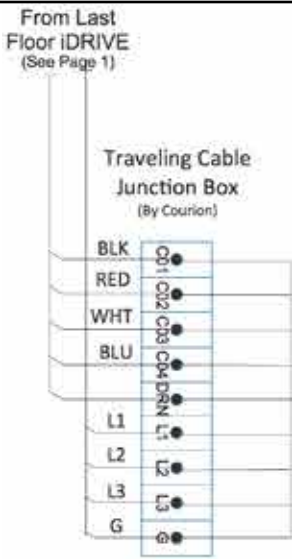 From Last
Floor iDRIVE
(See Page 1)
Traveling Cable
Junction Box
(By Courion)
BLK C01
RED C02
WHT C03
BLU C04
DRN
L1 L1
L2 L2
L3 L3
G G